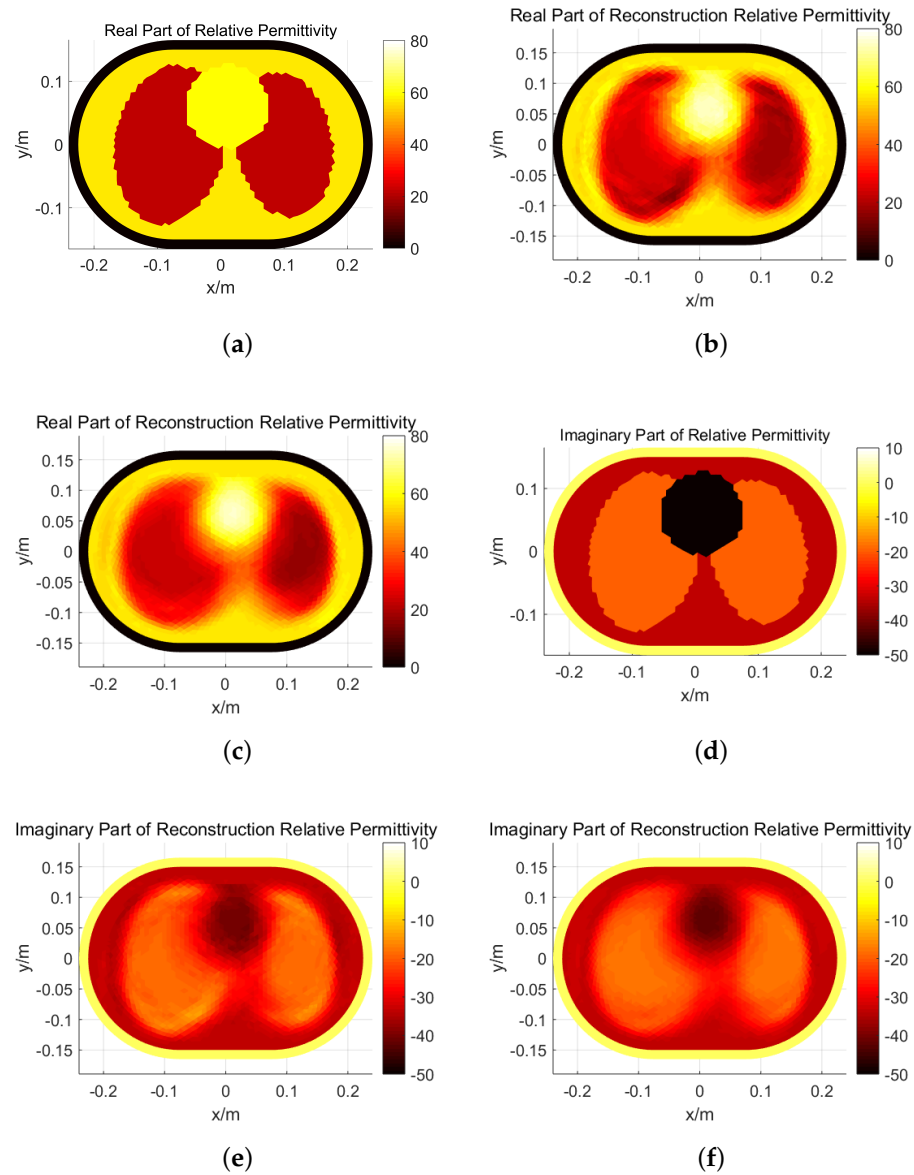 Real Part of Relative Permittivity
80
60
40
20
0
0.1
0
-0.1
y/m
-0.2 -0.1 0 0.1 0.2
x/m
(a)
Real Part of Reconstruction Relative Permittivity
80
60
40
20
0
0.15
0.1
0.05
0
-0.05
-0.1
-0.15
y/m
-0.2 -0.1 0 0.1 0.2
x/m
(b)
Real Part of Reconstruction Relative Permittivity
80
60
40
20
0
0.15
0.1
0.05
0
-0.05
-0.1
-0.15
y/m
-0.2 -0.1 0 0.1 0.2
x/m
(c)
Imaginary Part of Relative Permittivity
10
0
-10
-20
-30
-40
-50
0.1
0
-0.1
y/m
-0.2 -0.1 0 0.1 0.2
x/m
(d)
Imaginary Part of Reconstruction Relative Permittivity
10
0
-10
-20
-30
-40
-50
0.15
0.1
0.05
0
-0.05
-0.1
-0.15
y/m
-0.2 -0.1 0 0.1 0.2
x/m
(e)
Imaginary Part of Reconstruction Relative Permittivity
10
0
-10
-20
-30
-40
-50
0.15
0.1
0.05
0
-0.05
-0.1
-0.15
y/m
-0.2 -0.1 0 0.1 0.2
x/m
(f)